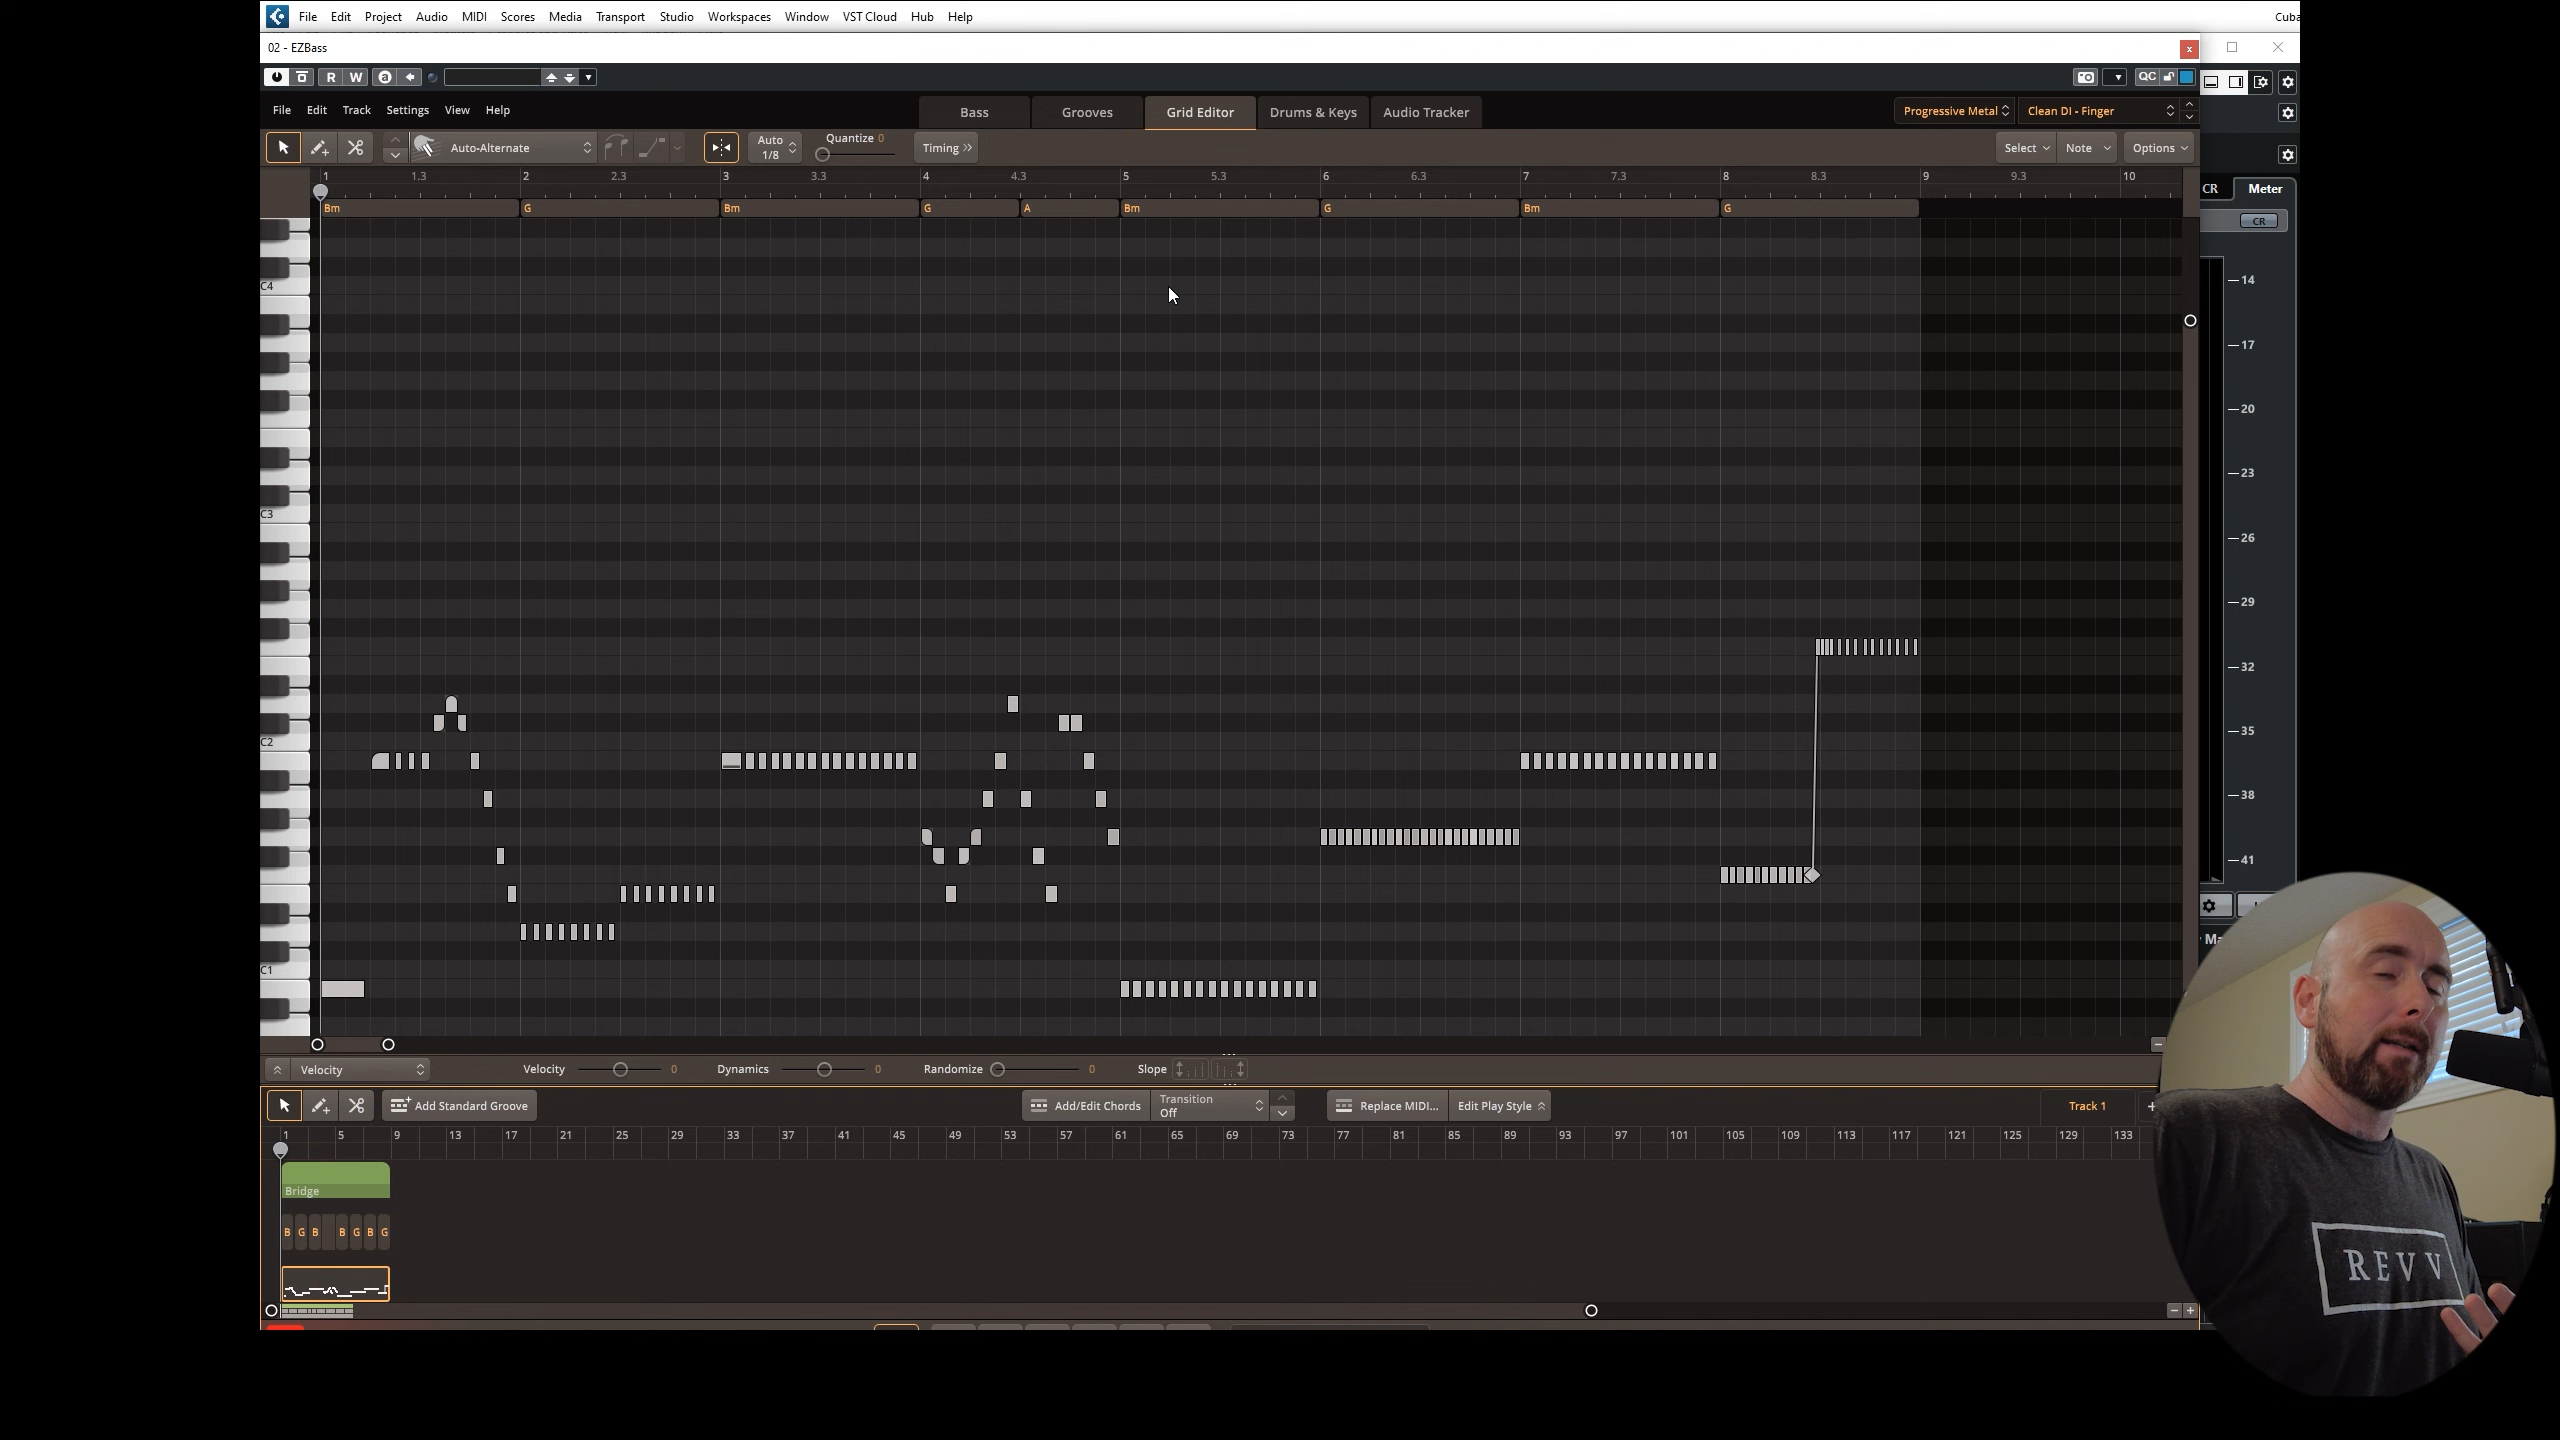 File Edit Project Audio MIDI Scores Media Transport Studio Workspaces Window VST Cloud Hub Help
02 - EZBass
R W a QC
File Edit Track Settings View Help
Bass Grooves Grid Editor Drums & Keys Audio Tracker
Progressive Metal Clean DI - Finger
Auto-Alternate
Auto
1/8
Quantize 0
Timing
Select Note Options
1 1.3 2 2.3 3 3.3 4 4.3 5 5.3 6 6.3 7 7.3 8 8.3 9 9.3 10
Bm G Bm G A Bm G Bm G
CR Meter
CR
C4
C3
C2
C1
14
17
20
23
26
29
32
35
38
41
Velocity
Velocity 0 Dynamics 0 Randomize 0 Slope
Add Standard Groove
Add/Edit Chords
Transition
Off
Replace MIDI... Edit Play Style
Track 1
1 5 9 13 17 21 25 29 33 37 41 45 49 53 57 61 65 69 73 77 81 85 89 93 97 101 105 109 113 117 121 125 129 133
Bridge
B G B B G B G
REVV